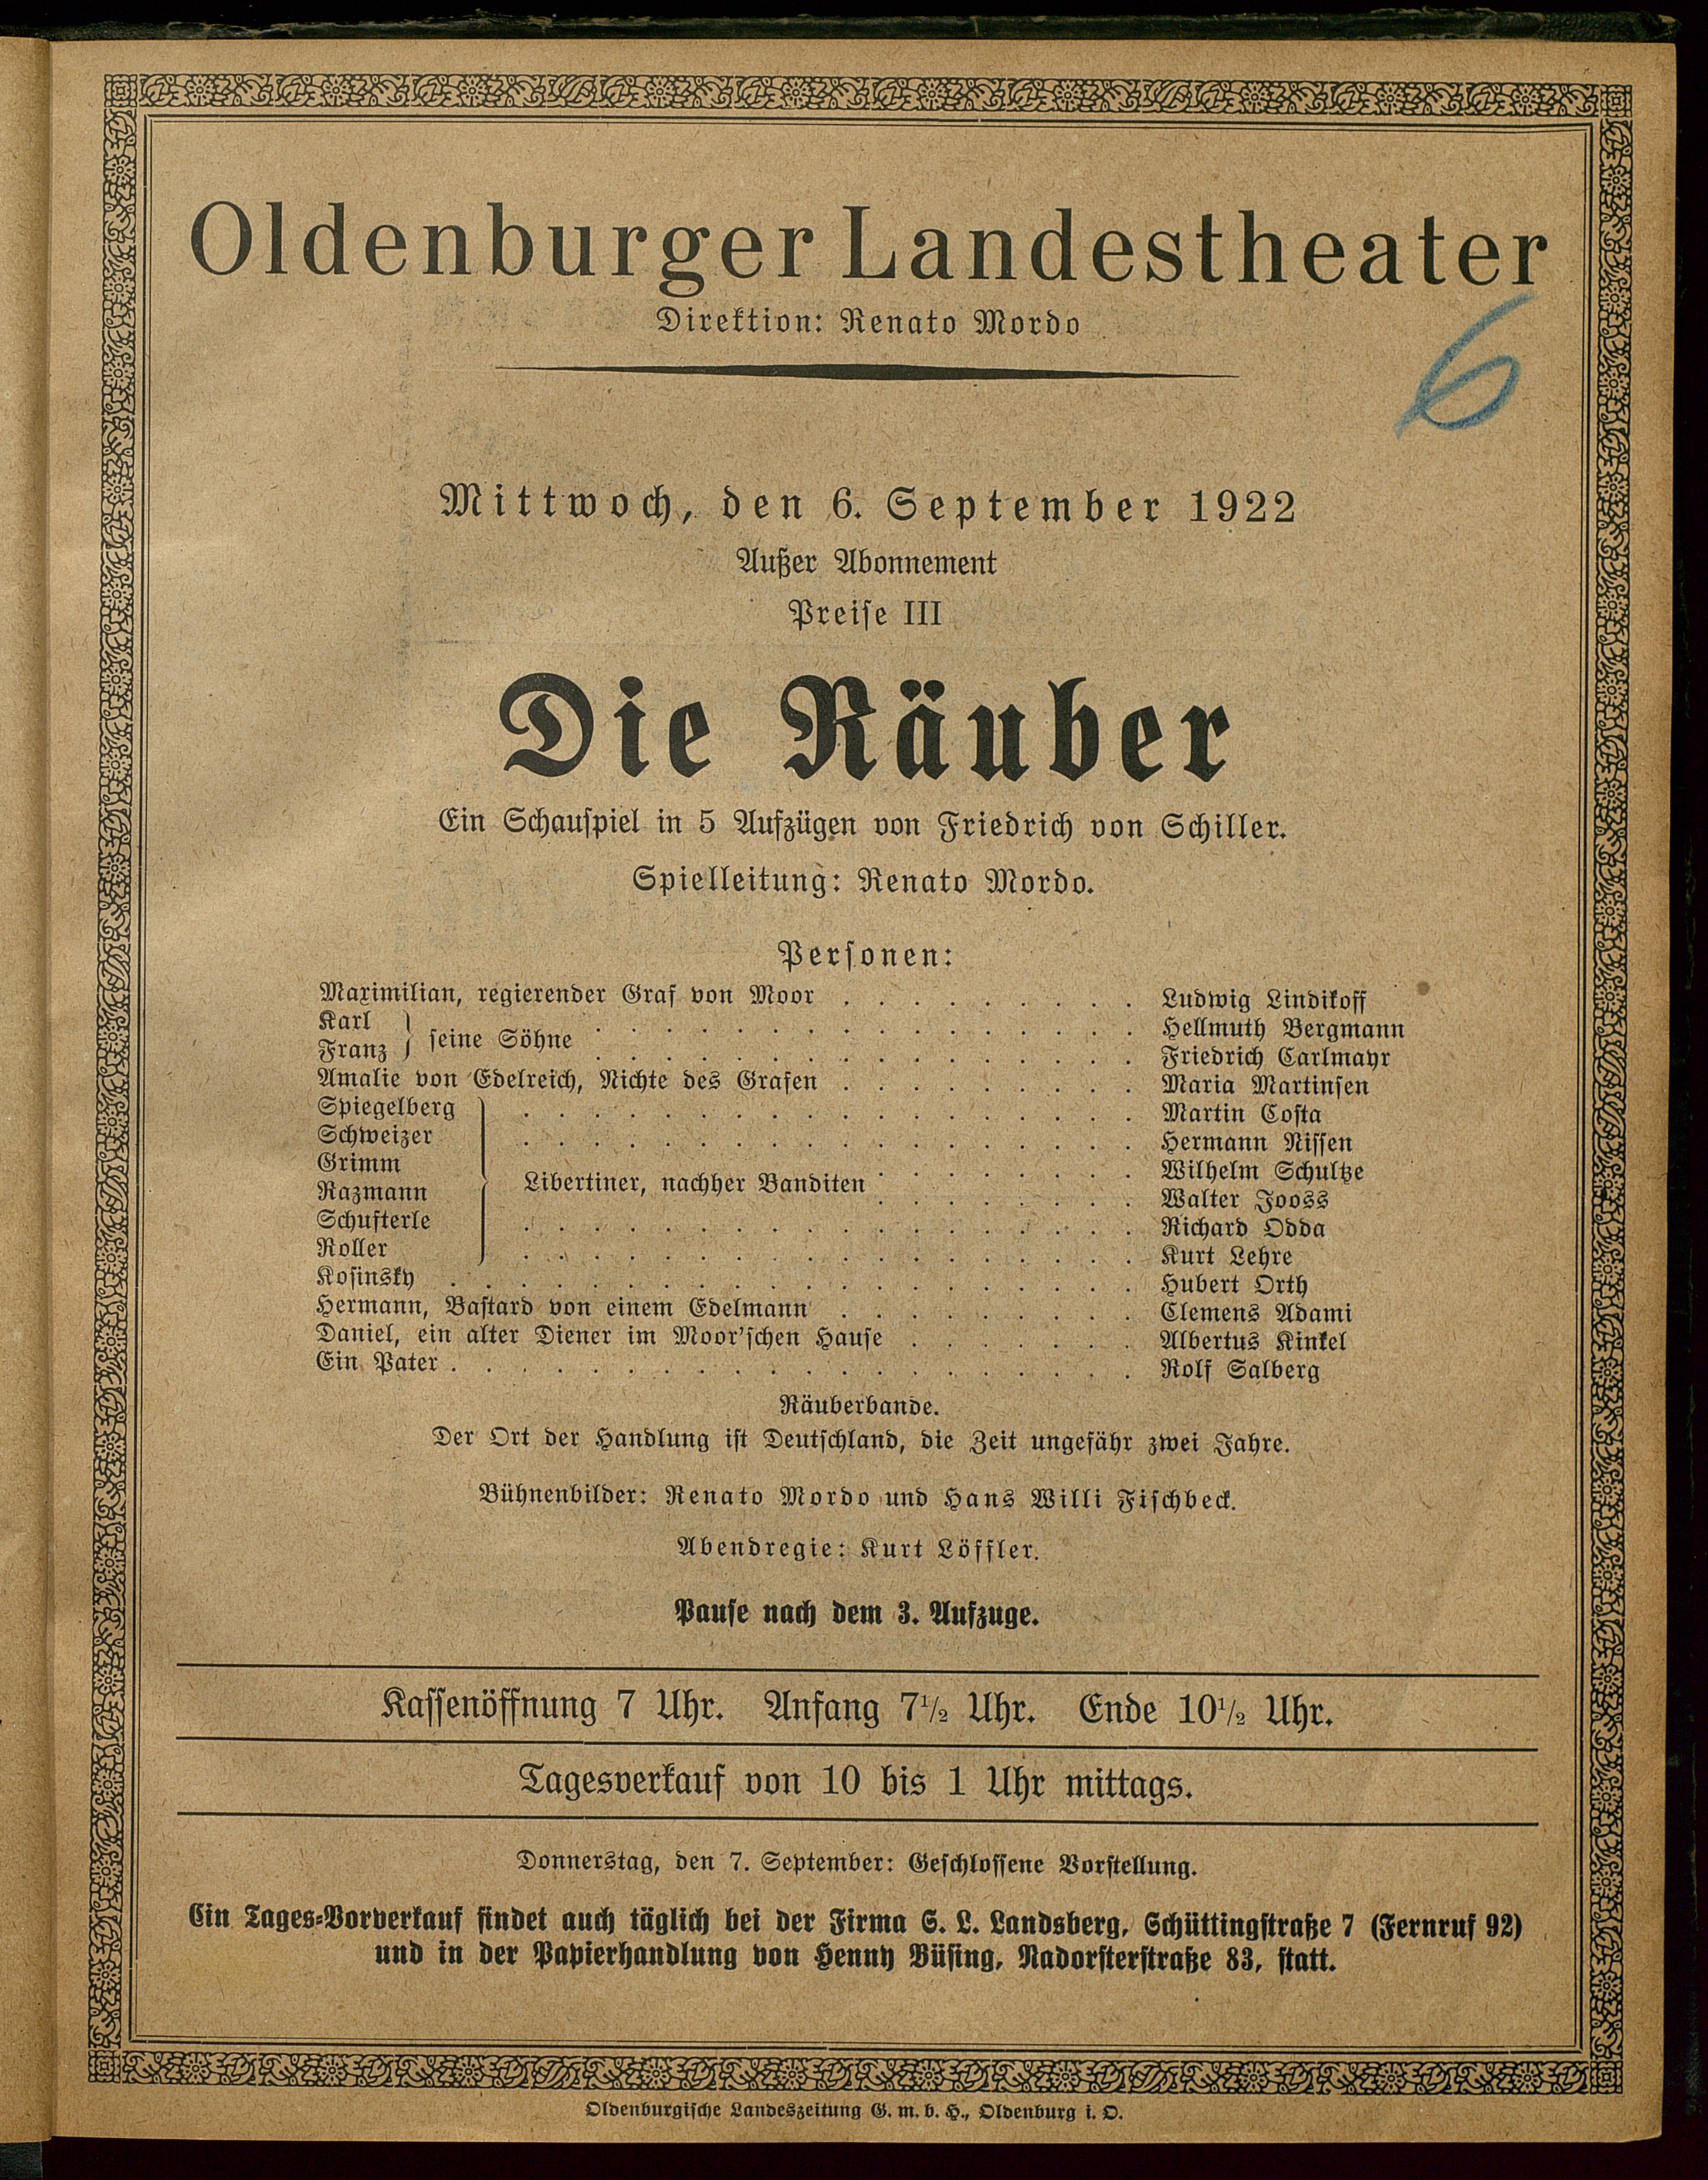 Oldenburger Landestheater
Direktion: Renato Mordo
6
Mittwoch, den 6. September 1922
Außer Abonnement
Preise III
Die Räuber
Ein Schauspiel in 5 Aufzügen von Friedrich von Schiller.
Spielleitung: Renato Mordo.
Personen:
Maximilian, regierender Graf von Moor . . . . . . . . . Ludwig Lindikoff
Karl } seine Söhne . . . . . . . . . . . . . . . . Hellmuth Bergmann
Franz } . . . . . . . . . . . . . . . . Friedrich Carlmayr
Amalie von Edelreich, Nichte des Grafen . . . . . . . . . Maria Martinsen
Spiegelberg . . . . . . . . . . . . . . . . . . Martin Costa
Schweizer . . . . . . . . . . . . . . . . . . Hermann Nissen
Grimm . . . . . . . . Wilhelm Schultze
Razmann } Libertiner, nachher Banditen . . . . . . . . Walter Jooss
Schufterle . . . . . . . . . . . . . . . . . . Richard Odda
Roller . . . . . . . . . . . . . . . . . . Kurt Lehre
Kosinsky . . . . . . . . . . . . . . . . . . . . Hubert Orth
Hermann, Bastard von einem Edelmann . . . . . . . . . Clemens Adami
Daniel, ein alter Diener im Moor'schen Hause . . . . . . . Albertus Kinkel
Ein Pater . . . . . . . . . . . . . . . . . . . . Rolf Salberg
Räuberbande.
Der Ort der Handlung ist Deutschland, die Zeit ungefähr zwei Jahre.
Bühnenbilder: Renato Mordo und Hans Willi Fischbeck.
Abendregie: Kurt Löffler.
Pause nach dem 3. Aufzuge.
Kassenöffnung 7 Uhr. Anfang 7½ Uhr. Ende 10½ Uhr.
Tagesverkauf von 10 bis 1 Uhr mittags.
Donnerstag, den 7. September: Geschlossene Vorstellung.
Ein Tages-Vorverkauf findet auch täglich bei der Firma S. L. Landsberg, Schüttingstraße 7 (Fernruf 92)
und in der Papierhandlung von Henny Büsing, Nadorsterstraße 83, statt.
Oldenburgische Landeszeitung G. m. b. H., Oldenburg i. O.